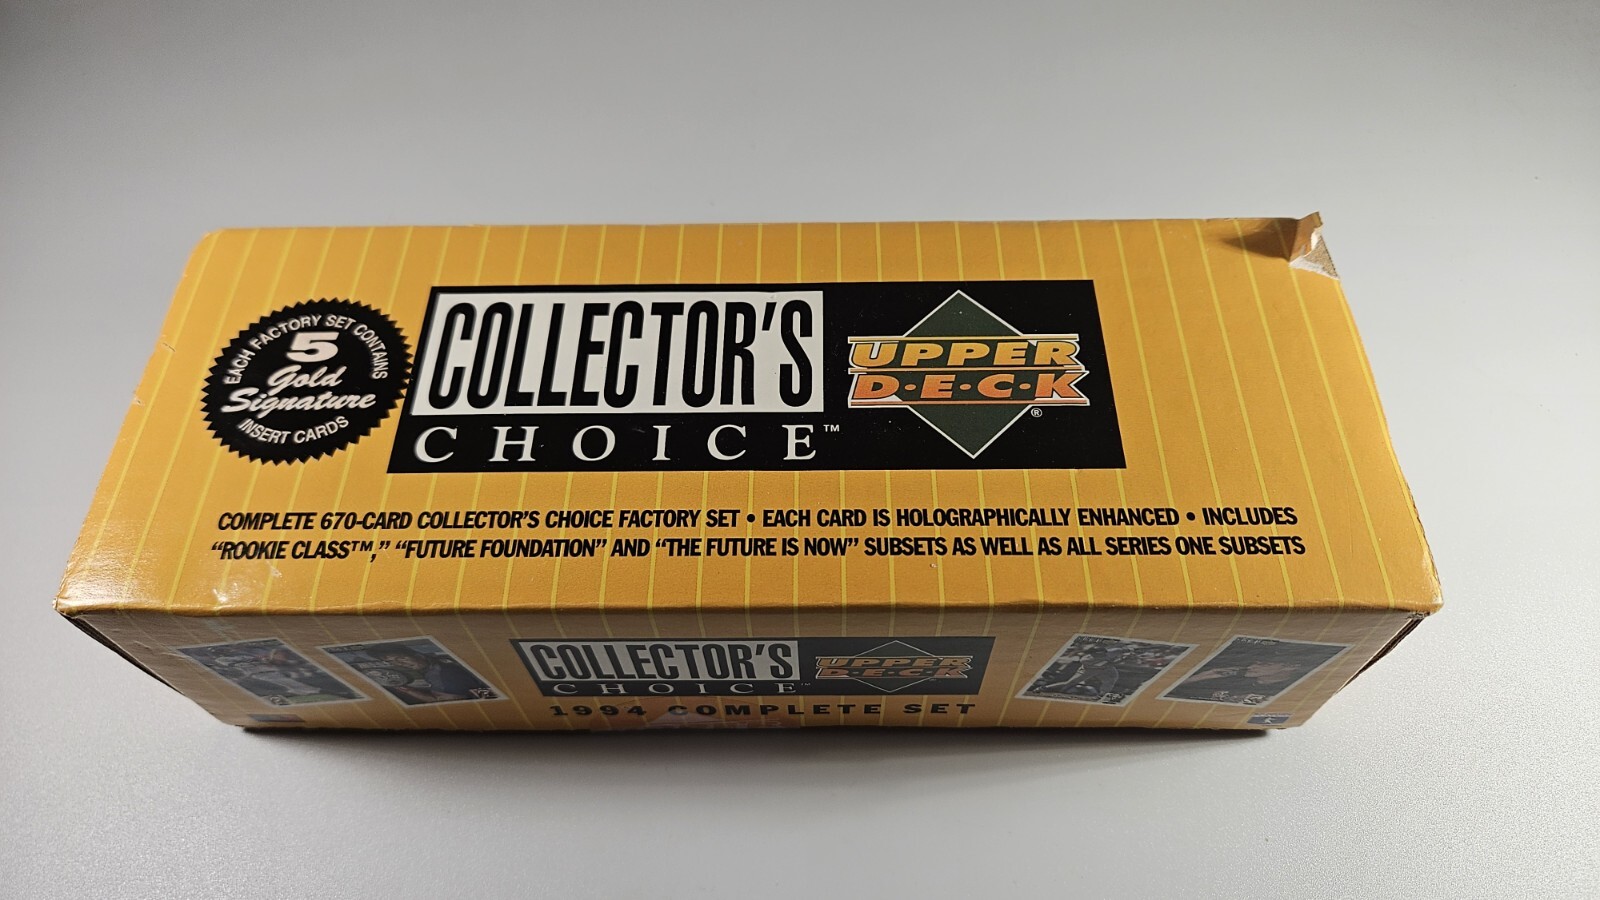 EACH FACTORY SET CONTAINS
5
Gold
Signature
INSERT CARDS
COLLECTOR'S
CHOICE™
UPPER
D•E•C•K
®
COMPLETE 670-CARD COLLECTOR'S CHOICE FACTORY SET • EACH CARD IS HOLOGRAPHICALLY ENHANCED • INCLUDES
“ROOKIE CLASS™,” “FUTURE FOUNDATION” AND “THE FUTURE IS NOW” SUBSETS AS WELL AS ALL SERIES ONE SUBSETS
COLLECTOR'S
CHOICE™
UPPER
D•E•C•K
1994 COMPLETE SET